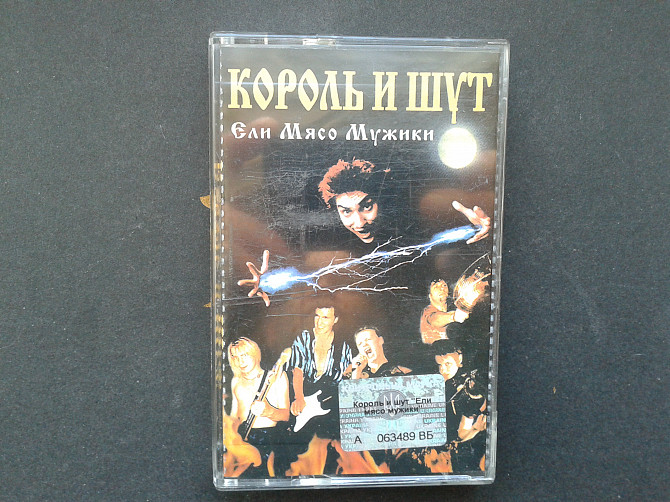 КОРОЛЬ И ШУТ
Ели Мясо Мужики
Король и шут "Ели
мясо мужики"
А 063489 ВБ